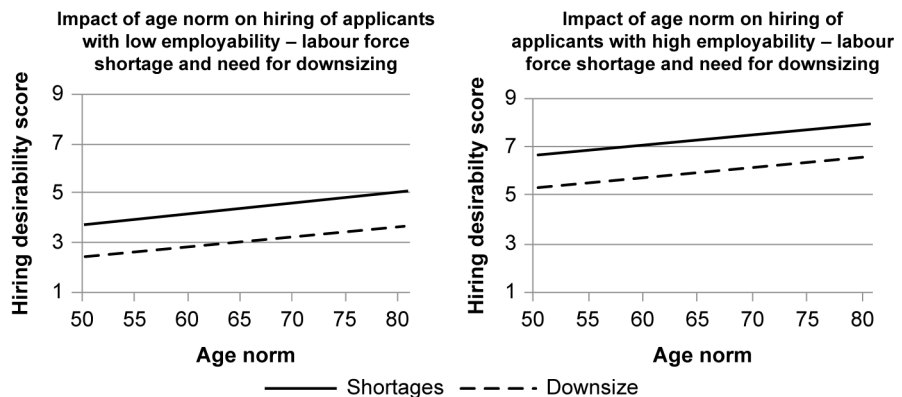 Impact of age norm on hiring of applicants
with low employability – labour force
shortage and need for downsizing
Hiring desirability score
9
7
5
3
1
50 55 60 65 70 75 80
Age norm
Impact of age norm on hiring of
applicants with high employability – labour
force shortage and need for downsizing
Hiring desirability score
9
7
5
3
1
50 55 60 65 70 75 80
Age norm
Shortages Downsize